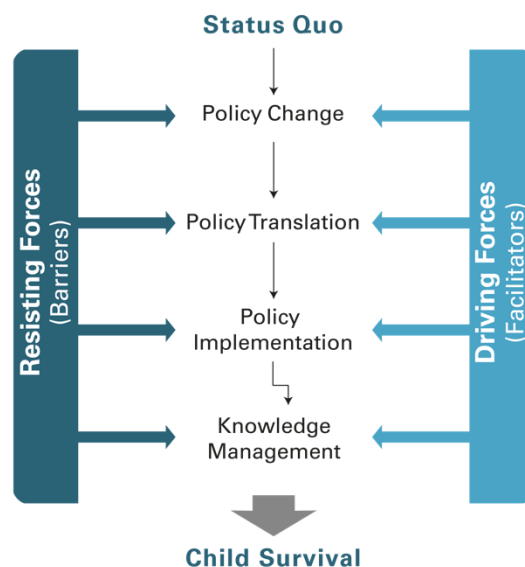 Status Quo
Resisting Forces
(Barriers)
Policy Change
Policy Translation
Policy
Implementation
Knowledge
Management
Driving Forces
(Facilitators)
Child Survival